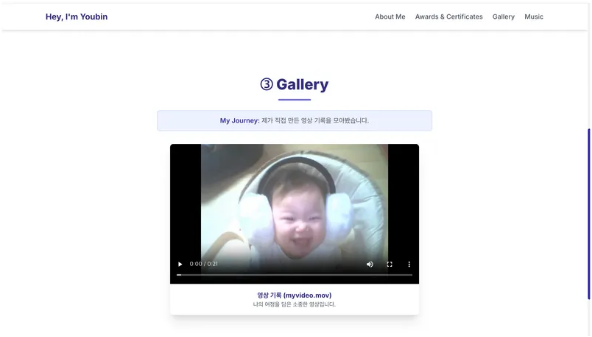 Hey, I'm Youbin
About Me Awards & Certificates Gallery Music
③ Gallery
My Journey: 제가 직접 만든 영상 기록을 모아봤습니다.
0:00 / 0:21
영상 기록 (myvideo.mov)
나의 여정을 담은 소중한 영상입니다.